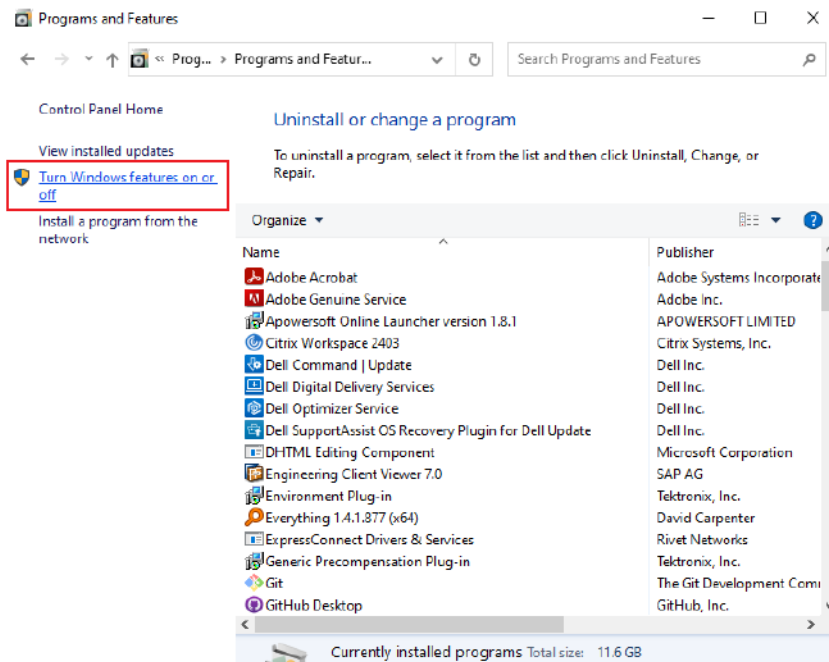 Programs and Features
« Prog... > Programs and Featur...
Search Programs and Features
Control Panel Home
View installed updates
Turn Windows features on or
off
Install a program from the
network
Uninstall or change a program
To uninstall a program, select it from the list and then click Uninstall, Change, or
Repair.
Organize
Name Publisher
Adobe Acrobat Adobe Systems Incorporate
Adobe Genuine Service Adobe Inc.
Apowersoft Online Launcher version 1.8.1 APOWERSOFT LIMITED
Citrix Workspace 2403 Citrix Systems, Inc.
Dell Command | Update Dell Inc.
Dell Digital Delivery Services Dell Inc.
Dell Optimizer Service Dell Inc.
Dell SupportAssist OS Recovery Plugin for Dell Update Dell Inc.
DHTML Editing Component Microsoft Corporation
Engineering Client Viewer 7.0 SAP AG
Environment Plug-in Tektronix, Inc.
Everything 1.4.1.877 (x64) David Carpenter
ExpressConnect Drivers & Services Rivet Networks
Generic Precompensation Plug-in Tektronix, Inc.
Git The Git Development Comm
GitHub Desktop GitHub, Inc.
Currently installed programs Total size: 11.6 GB